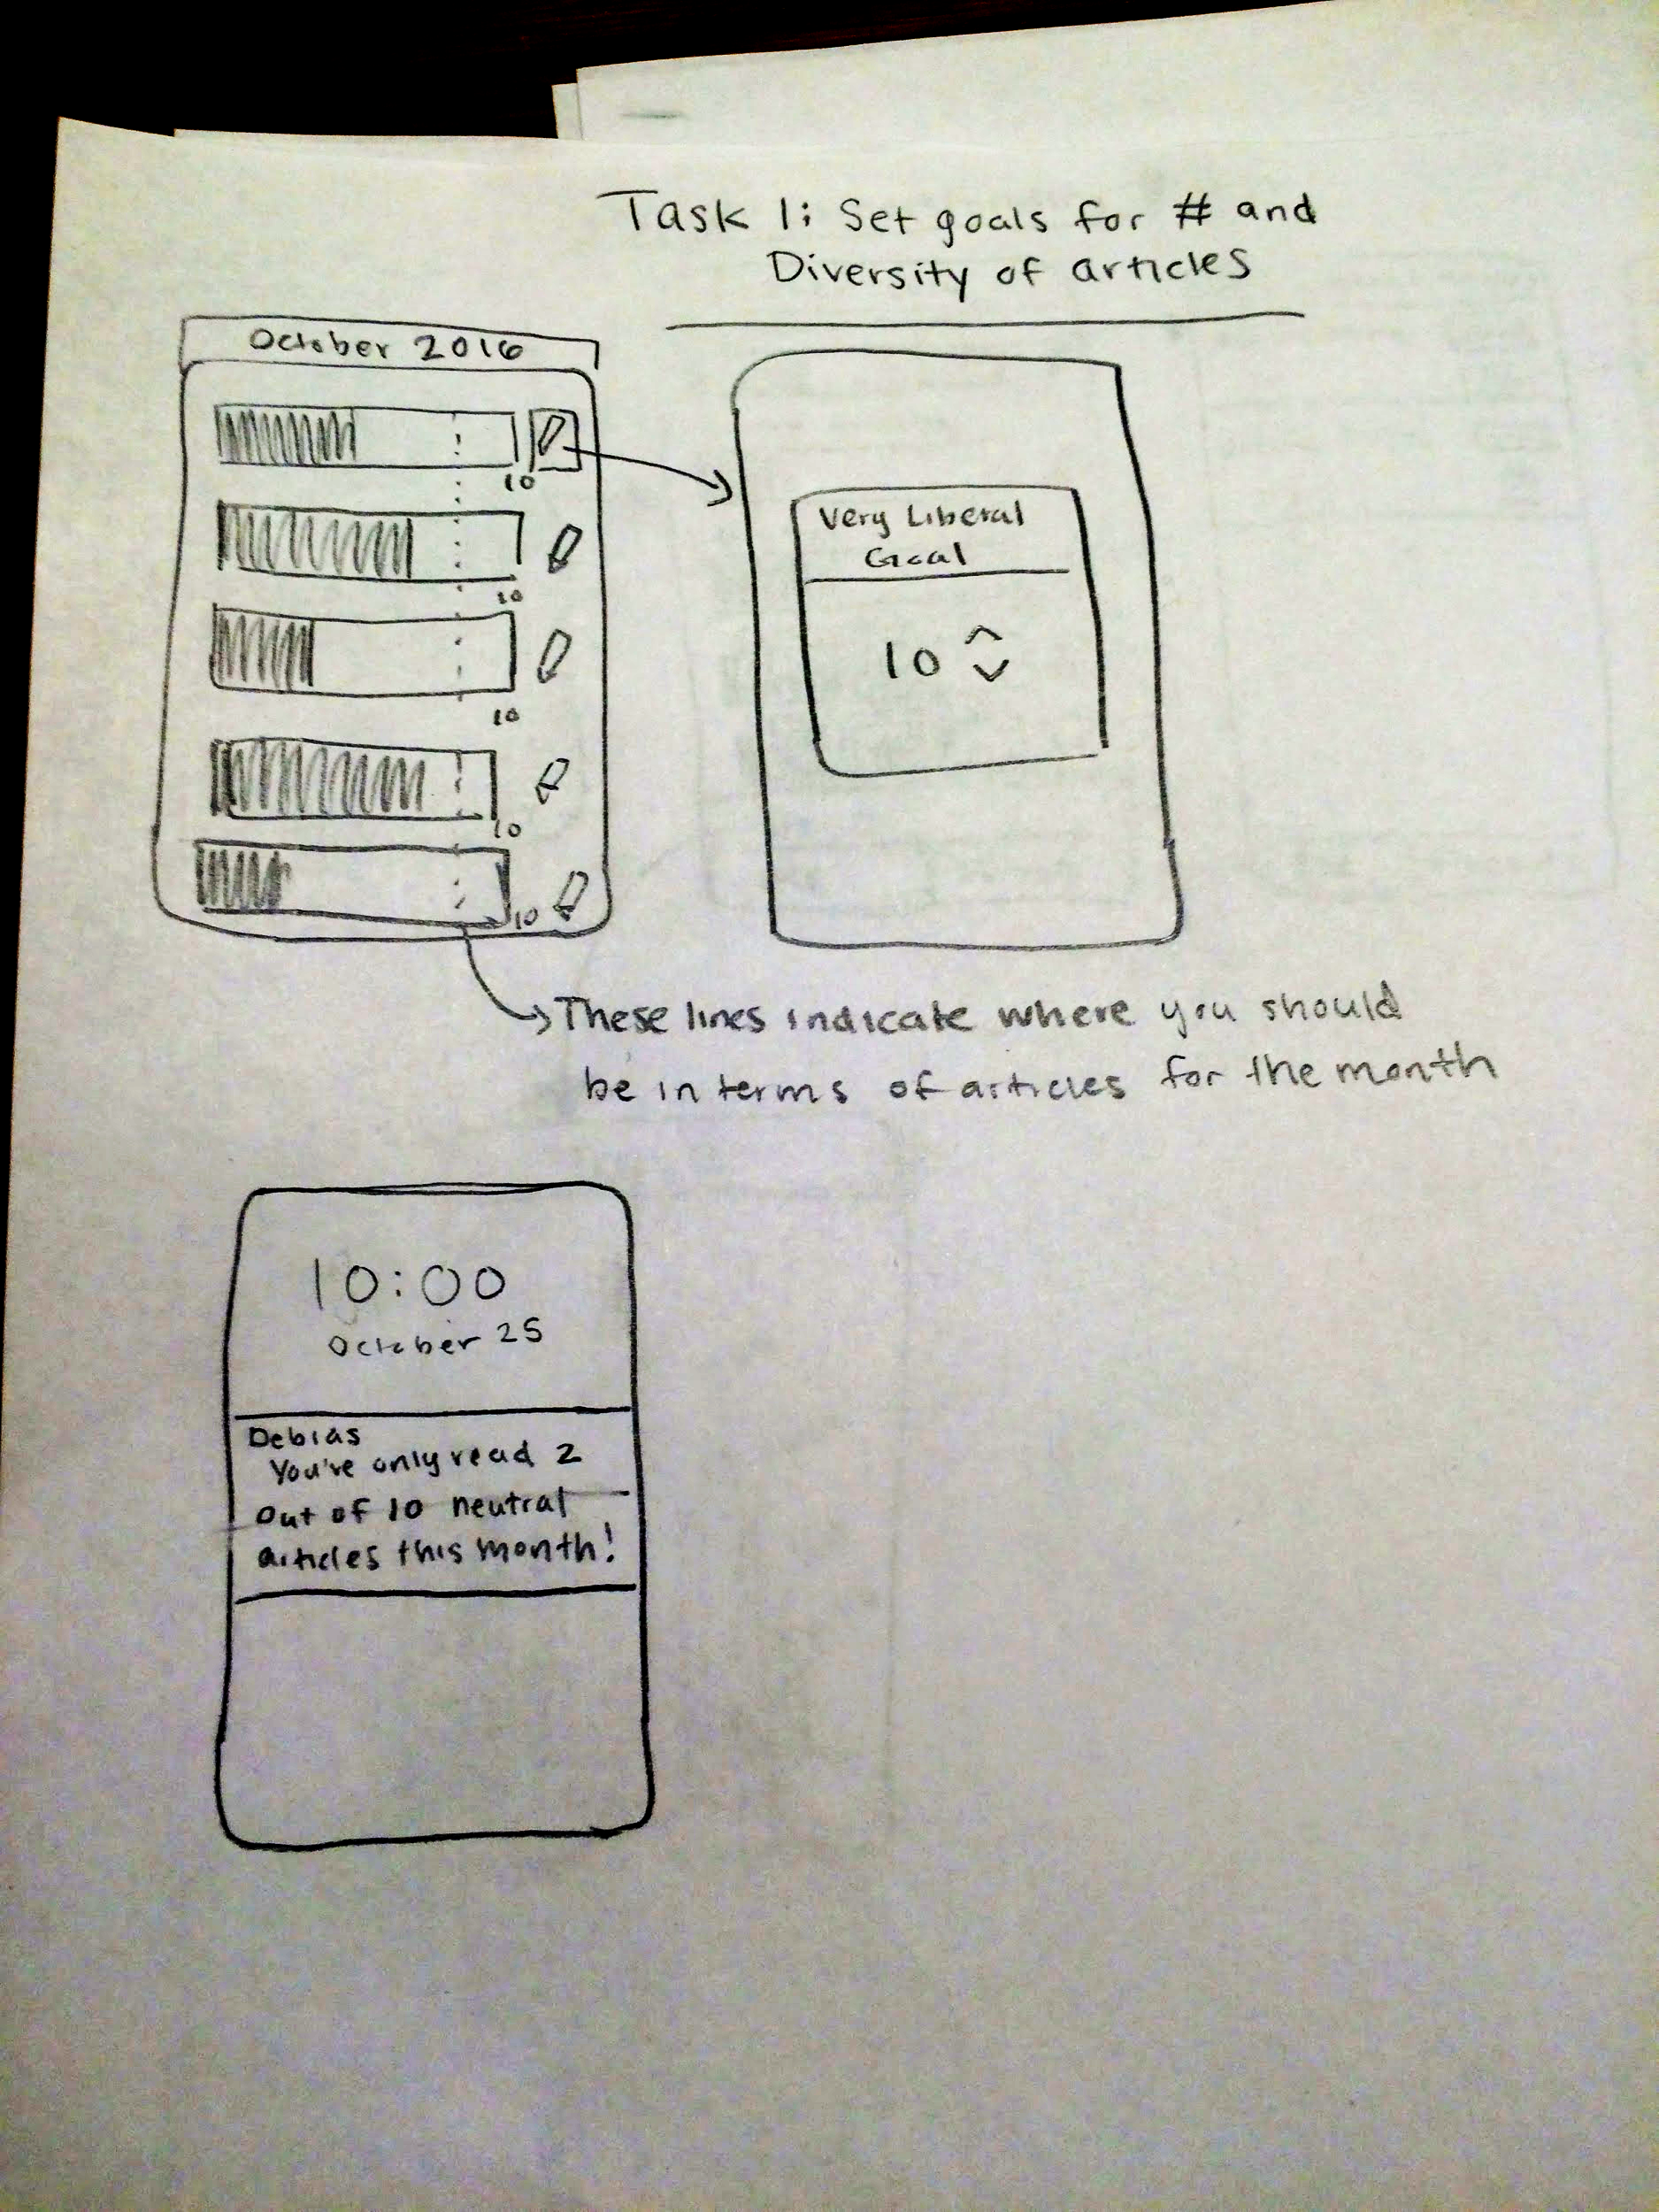 Task 1: Set goals for # and
Diversity of articles
October 2016
10
10
10
10
10
Very Liberal
Goal
10
These lines indicate where you should
be in terms of articles for the month
10:00
October 25
Debias
You've only read 2
out of 10 neutral
articles this month!